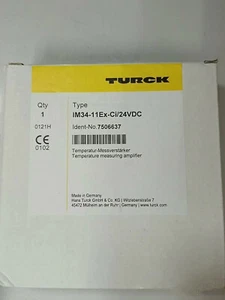 TURCK
Qty
1
Type
iM34-11Ex-Ci/24VDC
Ident-No. 7506637
0121H
CE
0102
Temperatur-Messverstärker
Temperature measuring amplifier
Made in Germany
Hans Turck GmbH & Co. KG | Witzlebenstraße 7
45472 Mülheim an der Ruhr | Germany
www.turck.com